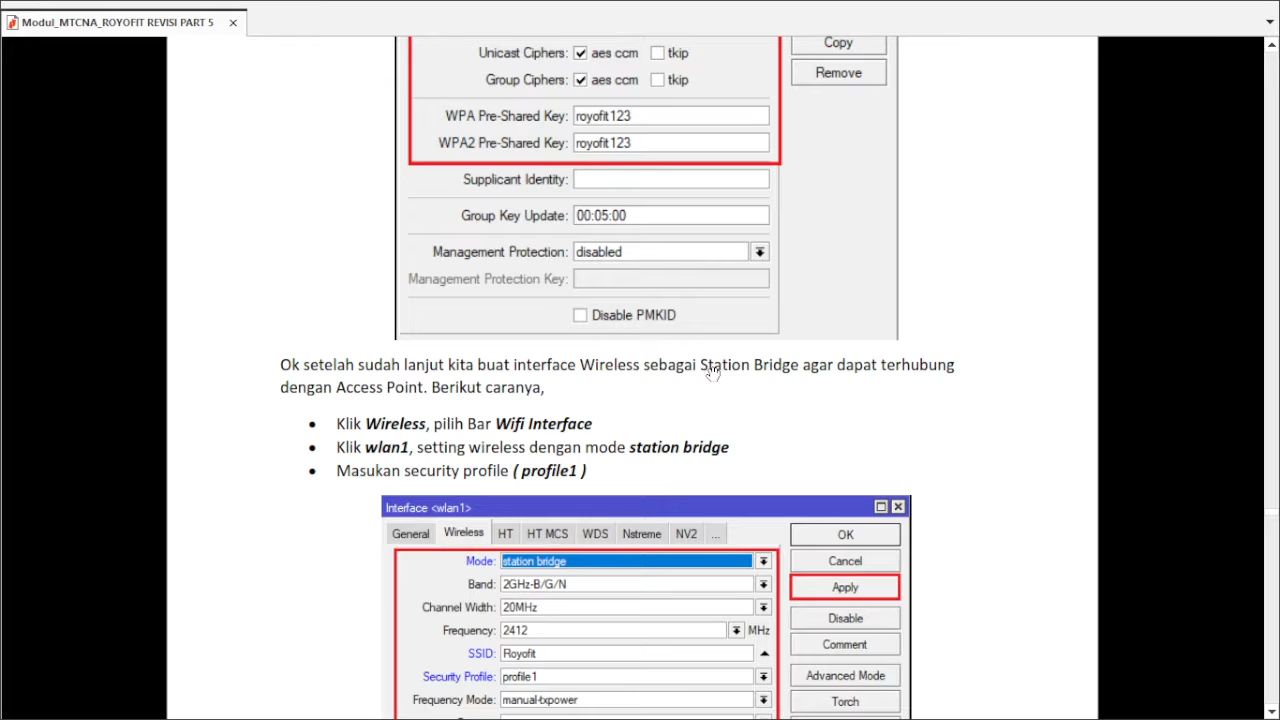 Modul_MTCNA_ROYOFIT REVISI PART 5
Copy
Unicast Ciphers: aes ccm tkip
Group Ciphers: aes ccm tkip
Remove
WPA Pre-Shared Key: royofit123
WPA2 Pre-Shared Key: royofit123
Supplicant Identity:
Group Key Update: 00:05:00
Management Protection: disabled
Management Protection Key:
Disable PMKID
Ok setelah sudah lanjut kita buat interface Wireless sebagai Station Bridge agar dapat terhubung
dengan Access Point. Berikut caranya,
• Klik Wireless, pilih Bar Wifi Interface
• Klik wlan1, setting wireless dengan mode station bridge
• Masukan security profile ( profile1 )
Interface <wlan1>
General Wireless HT HT MCS WDS Nstreme NV2 ...
OK
Mode: station bridge
Cancel
Band: 2GHz-B/G/N
Apply
Channel Width: 20MHz
Disable
Frequency: 2412 MHz
Comment
SSID: Royofit
Security Profile: profile1
Advanced Mode
Frequency Mode: manual-txpower
Torch